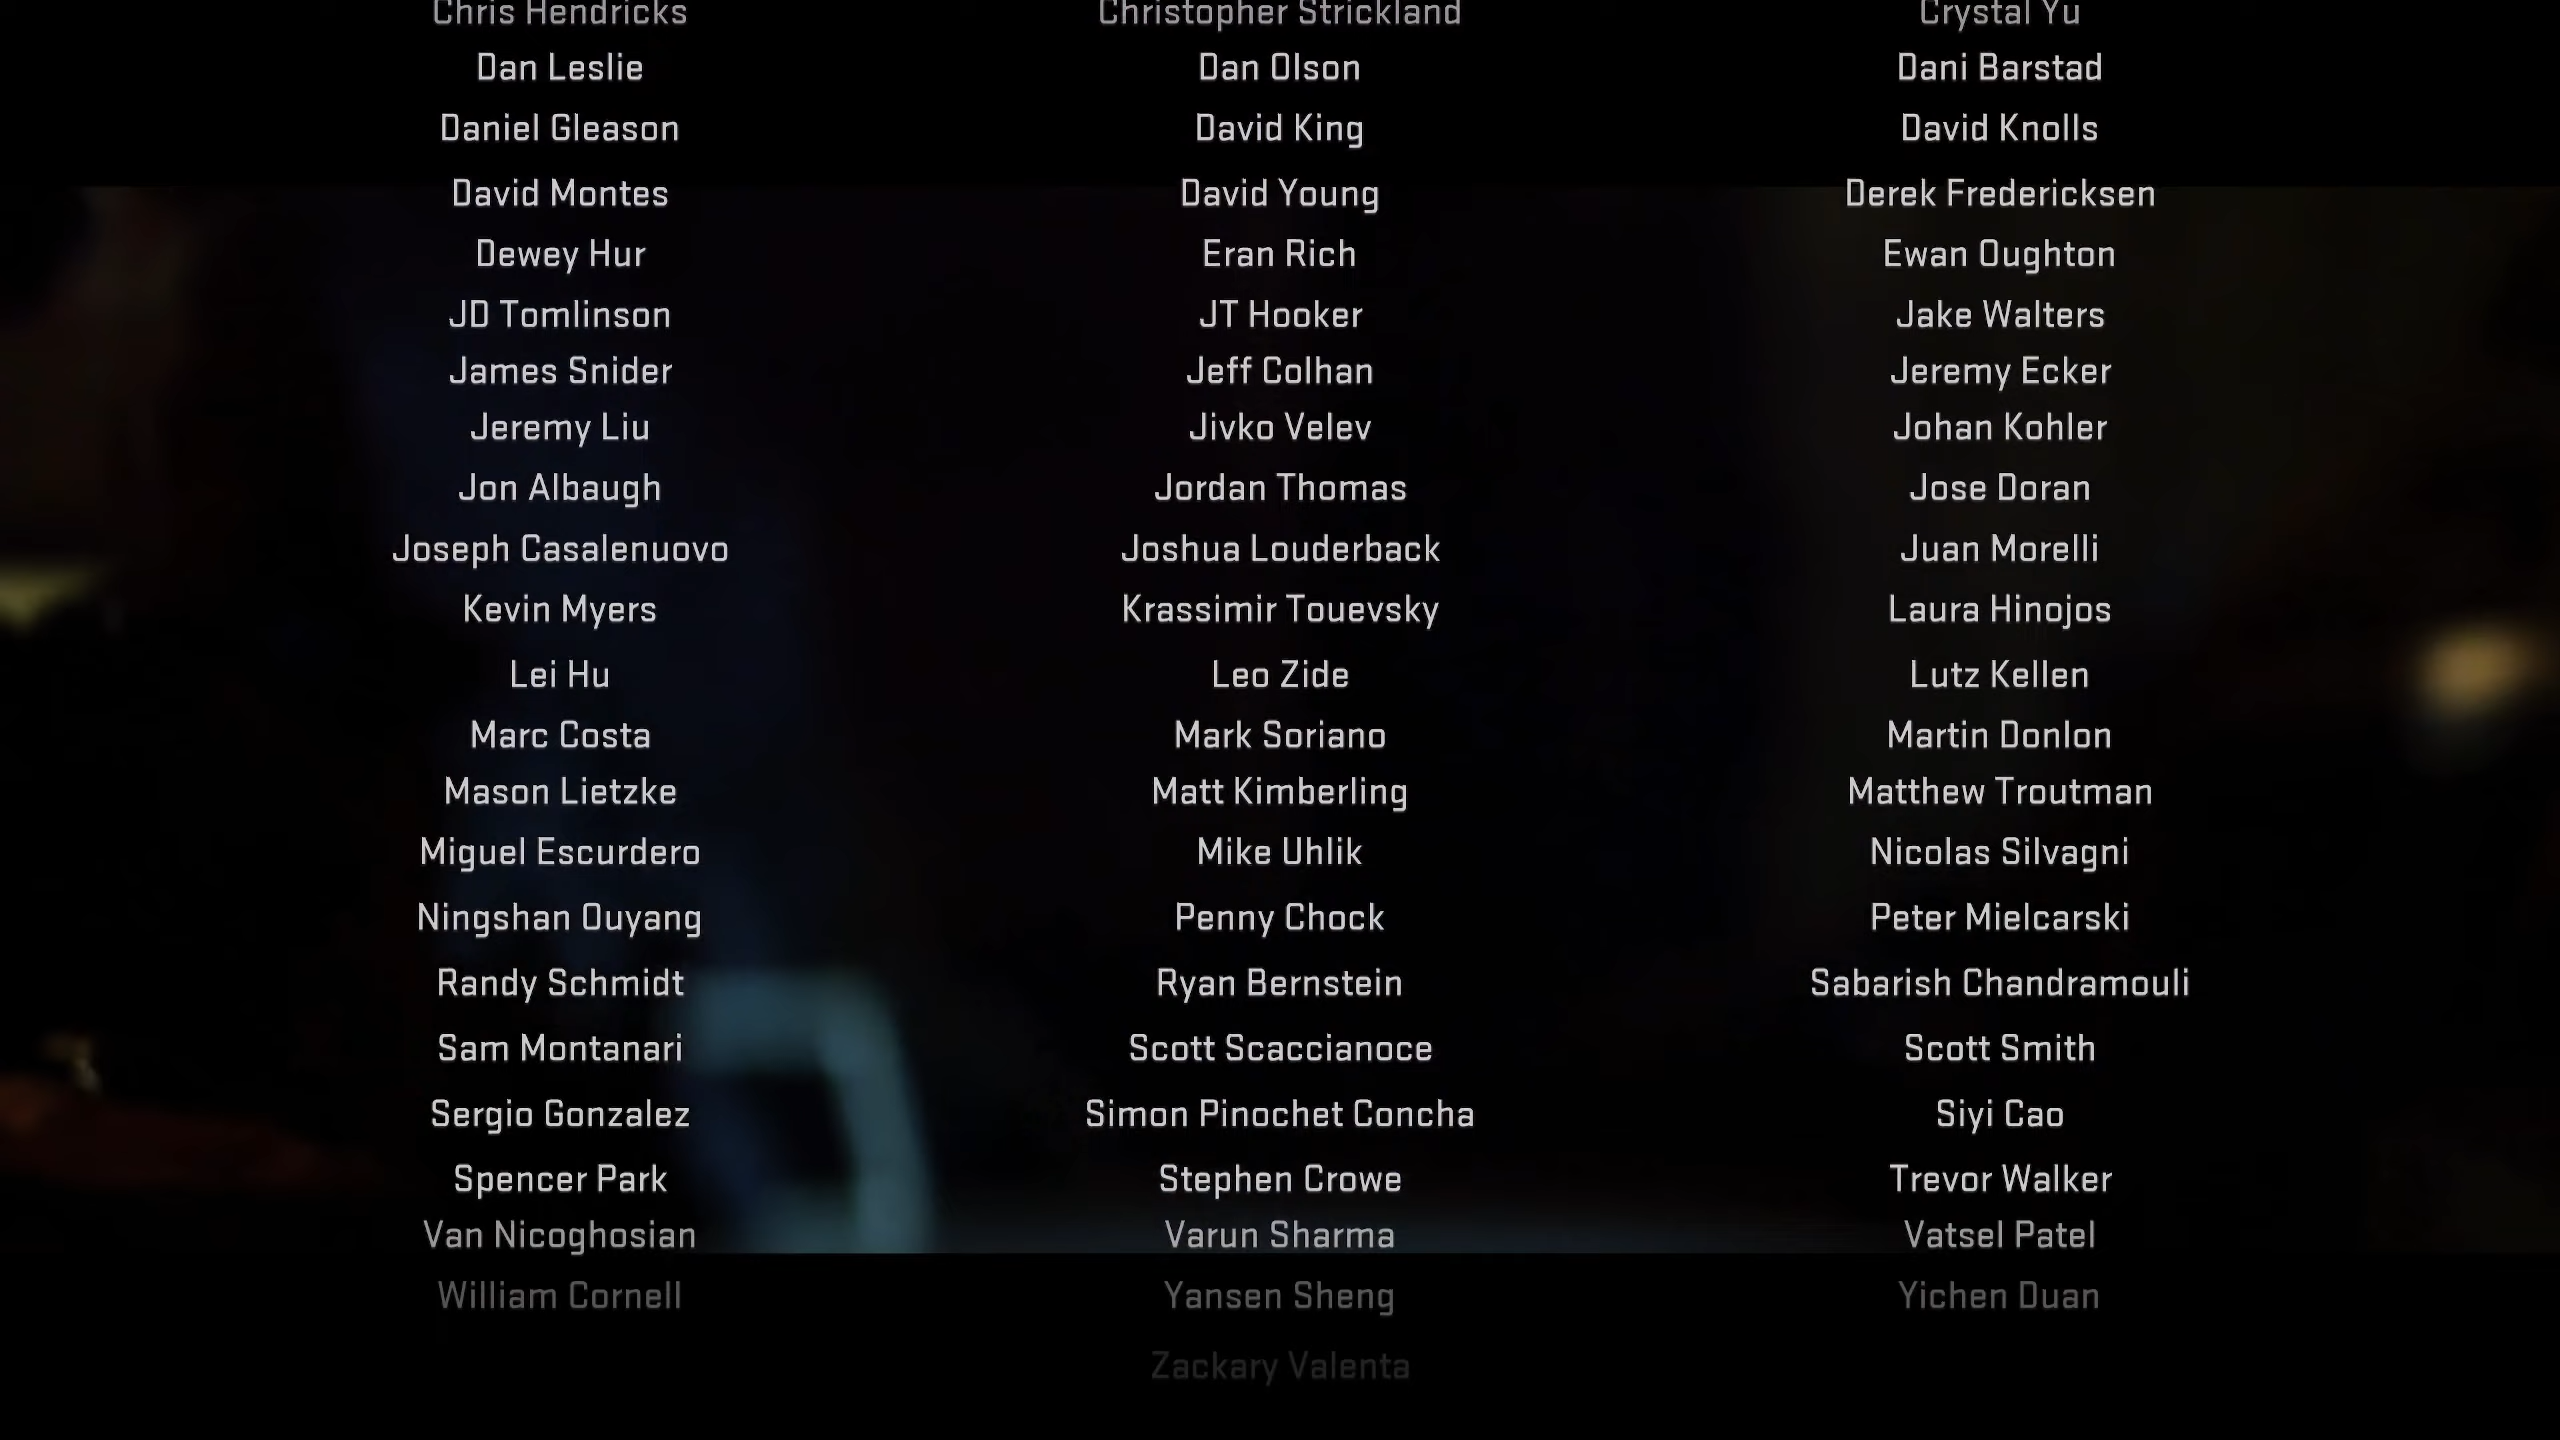 Chris Hendricks Christopher Strickland Crystal Yu
Dan Leslie Dan Olson Dani Barstad
Daniel Gleason David King David Knolls
David Montes David Young Derek Fredericksen
Dewey Hur Eran Rich Ewan Oughton
JD Tomlinson JT Hooker Jake Walters
James Snider Jeff Colhan Jeremy Ecker
Jeremy Liu Jivko Velev Johan Kohler
Jon Albaugh Jordan Thomas Jose Doran
Joseph Casalenuovo Joshua Louderback Juan Morelli
Kevin Myers Krassimir Touevsky Laura Hinojos
Lei Hu Leo Zide Lutz Kellen
Marc Costa Mark Soriano Martin Donlon
Mason Lietzke Matt Kimberling Matthew Troutman
Miguel Escurdero Mike Uhlik Nicolas Silvagni
Ningshan Ouyang Penny Chock Peter Mielcarski
Randy Schmidt Ryan Bernstein Sabarish Chandramouli
Sam Montanari Scott Scaccianoce Scott Smith
Sergio Gonzalez Simon Pinochet Concha Siyi Cao
Spencer Park Stephen Crowe Trevor Walker
Van Nicoghosian Varun Sharma Vatsel Patel
William Cornell Yansen Sheng Yichen Duan
Zackary Valenta